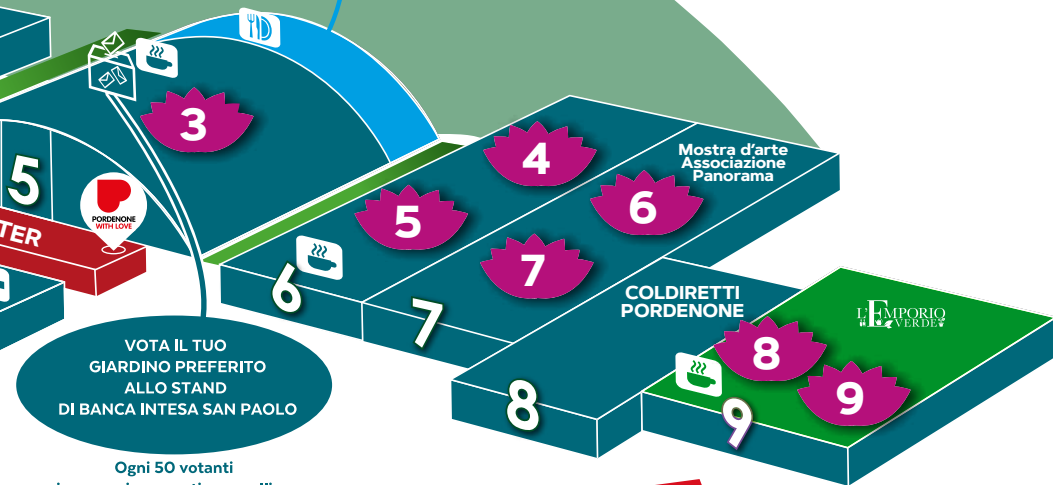 3
4
Mostra d'arte
Associazione
Panorama
5
PORDENONE
WITH LOVE
5
6
7
6
7
COLDIRETTI
PORDENONE
L'EMPORIO
VERDE
8
9
8
9
VOTA IL TUO
GIARDINO PREFERITO
ALLO STAND
DI BANCA INTESA SAN PAOLO
Ogni 50 votanti